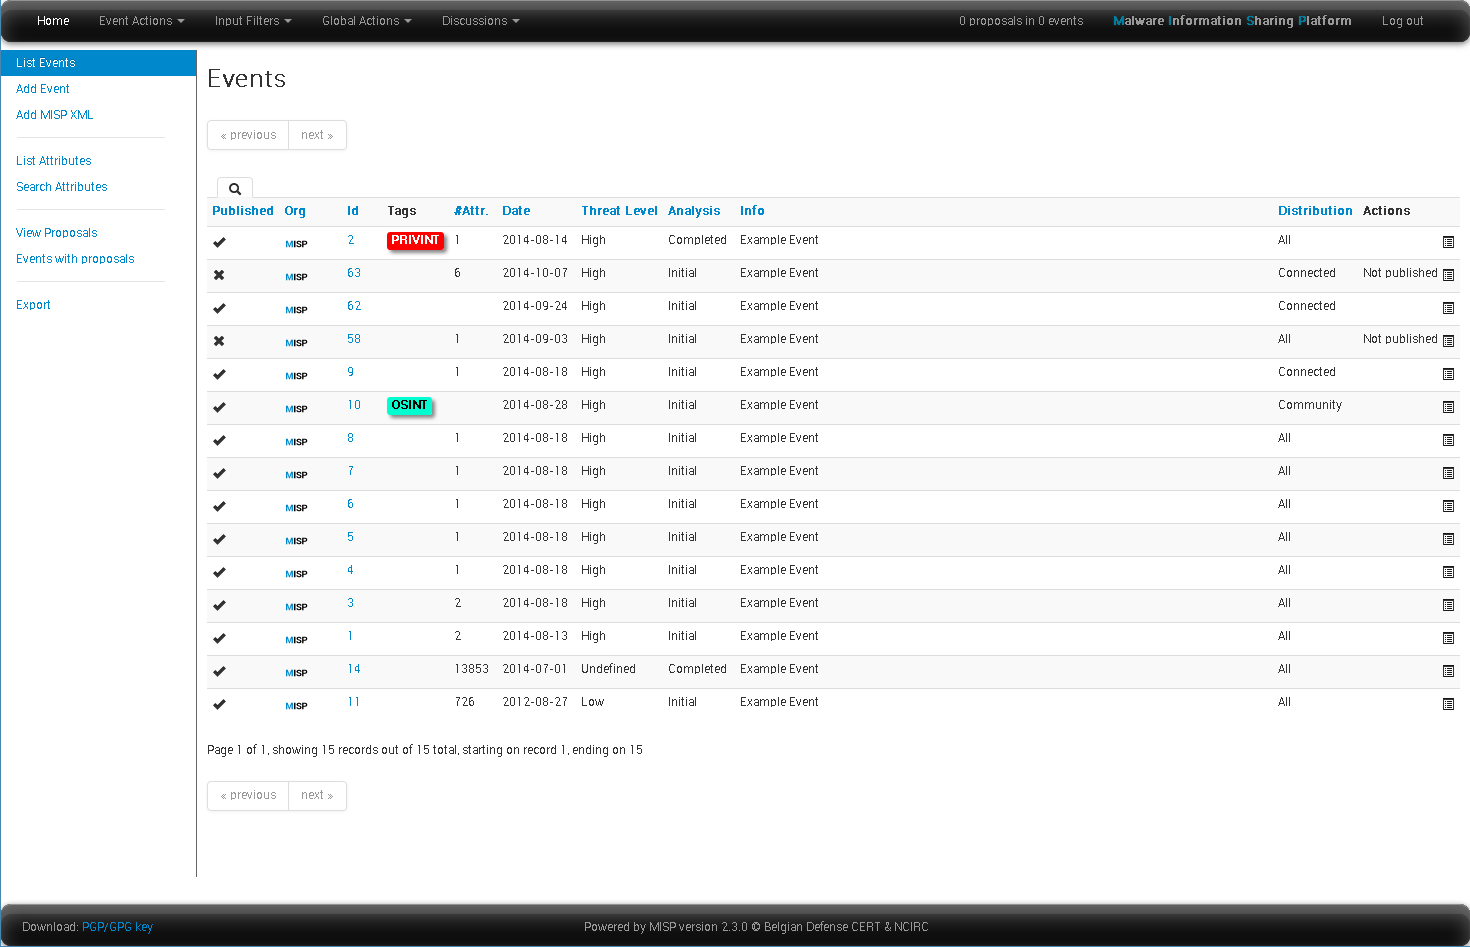 Home Event Actions Input Filters Global Actions Discussions 0 proposals in 0 events Malware Information Sharing Platform Log out
List Events
Add Event
Add MISP XML
List Attributes
Search Attributes
View Proposals
Events with proposals
Export
Events
« previous next »
Published Org Id Tags #Attr. Date Threat Level Analysis Info Distribution Actions
MISP 2 PRIVINT 1 2014-08-14 High Completed Example Event All
MISP 63 6 2014-10-07 High Initial Example Event Connected Not published
MISP 62 2014-09-24 High Initial Example Event Connected
MISP 58 1 2014-09-03 High Initial Example Event All Not published
MISP 9 1 2014-08-18 High Initial Example Event Connected
MISP 10 OSINT 2014-08-28 High Initial Example Event Community
MISP 8 1 2014-08-18 High Initial Example Event All
MISP 7 1 2014-08-18 High Initial Example Event All
MISP 6 1 2014-08-18 High Initial Example Event All
MISP 5 1 2014-08-18 High Initial Example Event All
MISP 4 1 2014-08-18 High Initial Example Event All
MISP 3 2 2014-08-18 High Initial Example Event All
MISP 1 2 2014-08-13 High Initial Example Event All
MISP 14 13853 2014-07-01 Undefined Completed Example Event All
MISP 11 726 2012-08-27 Low Initial Example Event All
Page 1 of 1, showing 15 records out of 15 total, starting on record 1, ending on 15
« previous next »
Download: PGP/GPG key Powered by MISP version 2.3.0 © Belgian Defense CERT & NCIRC